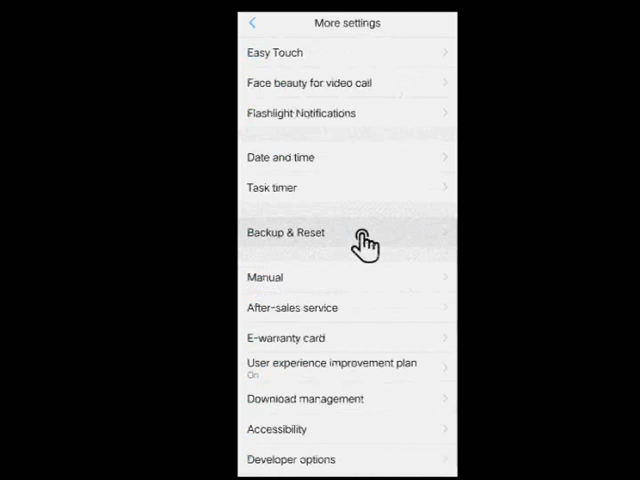 More settings
Easy Touch
Face beauty for video call
Flashlight Notifications
Date and time
Task timer
Backup & Reset
Manual
After-sales service
E-warranty card
User experience improvement plan
On
Download management
Accessibility
Developer options